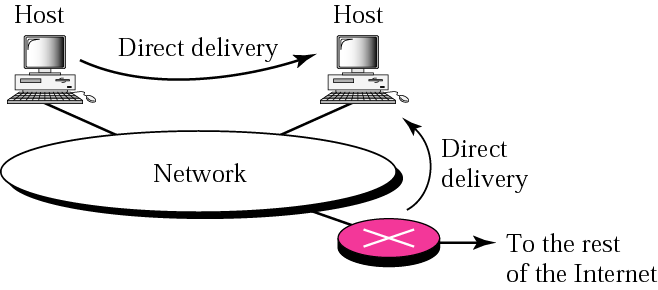 Host
Host
Direct delivery
Network
Direct
delivery
To the rest
of the Internet